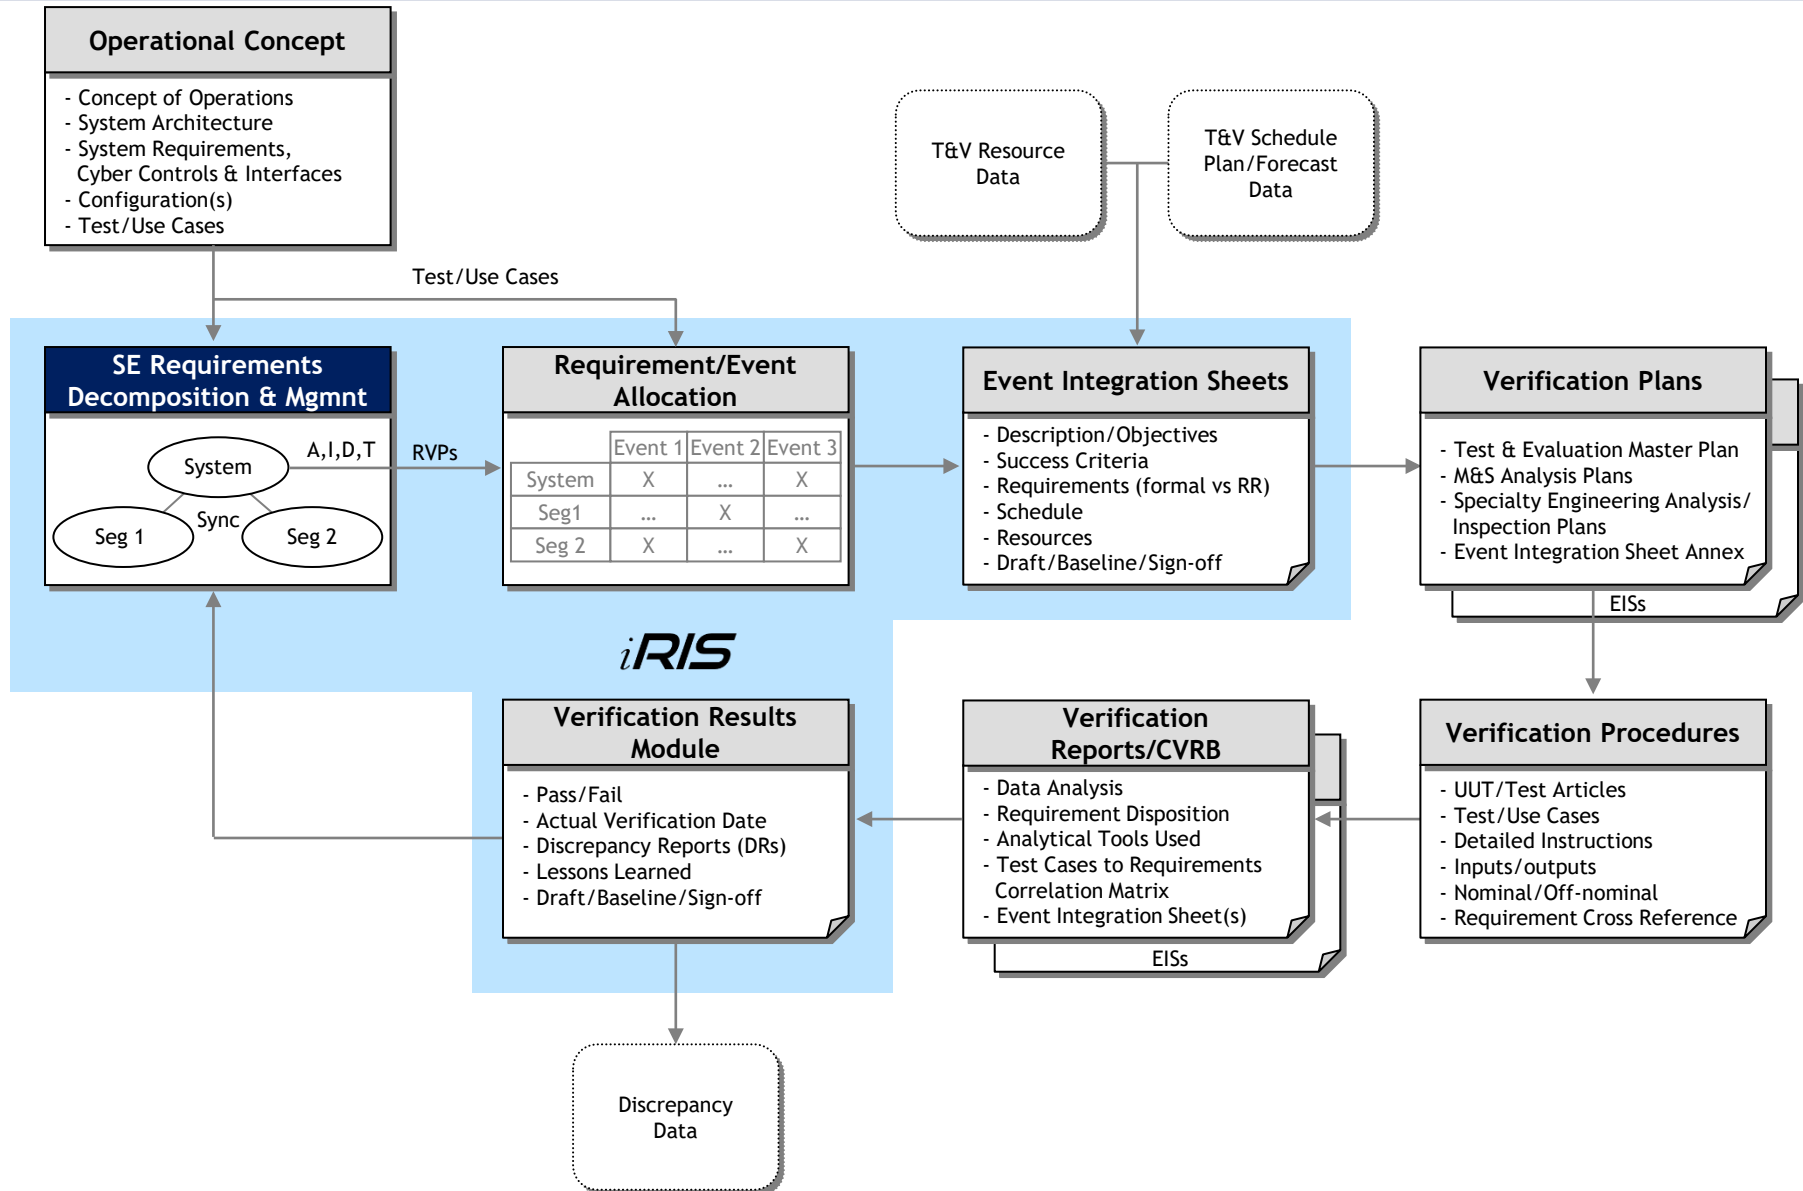 Operational Concept
- Concept of Operations
- System Architecture
- System Requirements,
Cyber Controls & Interfaces
- Configuration(s)
- Test/Use Cases
T&V Resource
Data
T&V Schedule
Plan/Forecast
Data
Test/Use Cases
SE Requirements
Decomposition & Mgmnt
System
A,I,D,T
RVPs
Sync
Seg 1
Seg 2
Requirement/Event
Allocation
Event 1 Event 2 Event 3
System X ... X
Seg1 ... X ...
Seg 2 X ... X
Event Integration Sheets
- Description/Objectives
- Success Criteria
- Requirements (formal vs RR)
- Schedule
- Resources
- Draft/Baseline/Sign-off
Verification Plans
- Test & Evaluation Master Plan
- M&S Analysis Plans
- Specialty Engineering Analysis/
Inspection Plans
- Event Integration Sheet Annex
EISs
iRIS
Verification Results
Module
- Pass/Fail
- Actual Verification Date
- Discrepancy Reports (DRs)
- Lessons Learned
- Draft/Baseline/Sign-off
Verification
Reports/CVRB
- Data Analysis
- Requirement Disposition
- Analytical Tools Used
- Test Cases to Requirements
Correlation Matrix
- Event Integration Sheet(s)
EISs
Verification Procedures
- UUT/Test Articles
- Test/Use Cases
- Detailed Instructions
- Inputs/outputs
- Nominal/Off-nominal
- Requirement Cross Reference
Discrepancy
Data